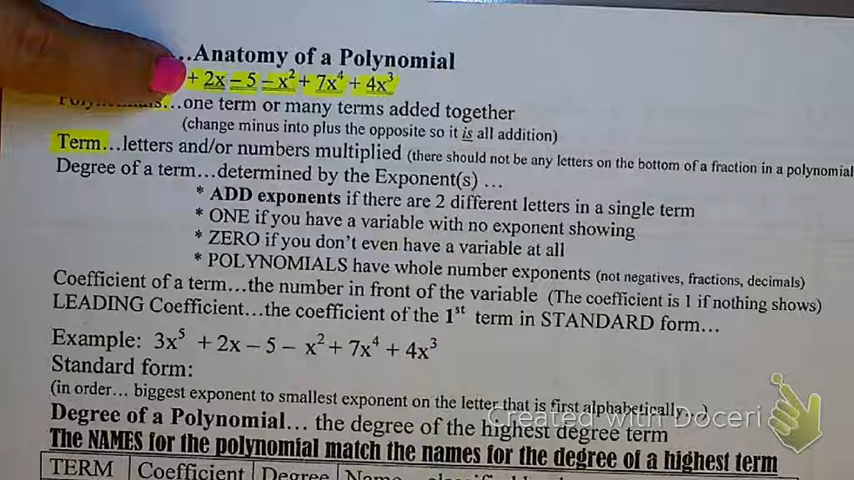 ...Anatomy of a Polynomial
+ 2x – 5 – x² + 7x⁴ + 4x³
...one term or many terms added together
(change minus into plus the opposite so it is all addition)
Term...letters and/or numbers multiplied (there should not be any letters on the bottom of a fraction in a polynomial
Degree of a term...determined by the Exponent(s) ...
* ADD exponents if there are 2 different letters in a single term
* ONE if you have a variable with no exponent showing
* ZERO if you don't even have a variable at all
* POLYNOMIALS have whole number exponents (not negatives, fractions, decimals)
Coefficient of a term...the number in front of the variable (The coefficient is 1 if nothing shows)
LEADING Coefficient...the coefficient of the 1st term in STANDARD form...
Example: 3x⁵ + 2x – 5 – x² + 7x⁴ + 4x³
Standard form:
(in order... biggest exponent to smallest exponent on the letter that is first alphabetically...)
Created with Doceri
Degree of a Polynomial... the degree of the highest degree term
The NAMES for the polynomial match the names for the degree of a highest term
TERM Coefficient Degree